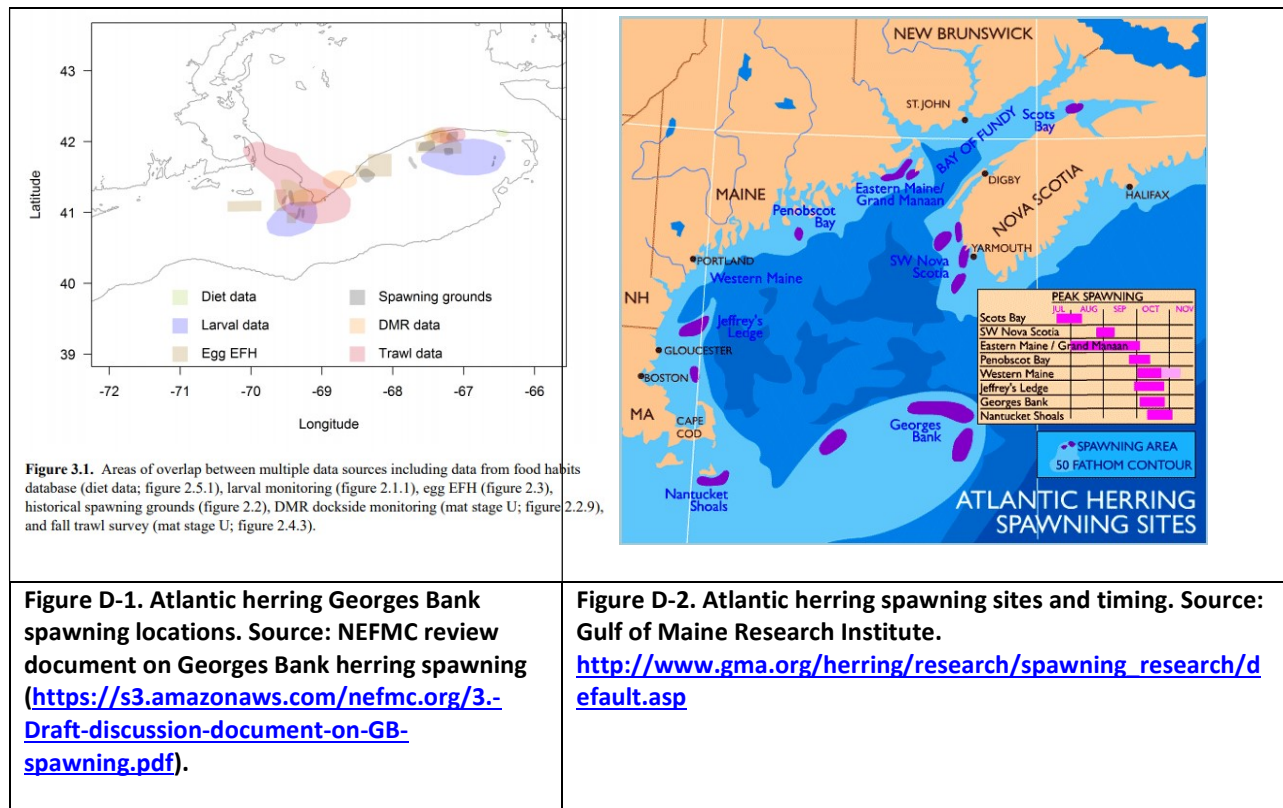 43
42
41
40
39
Latitude
-72
-71
-70
-69
-68
-67
-66
Longitude
Diet data
Larval data
Egg EFH
Spawning grounds
DMR data
Trawl data
Figure 3.1. Areas of overlap between multiple data sources including data from food habits
database (diet data; figure 2.5.1), larval monitoring (figure 2.1.1), egg EFH (figure 2.3),
historical spawning grounds (figure 2.2), DMR dockside monitoring (mat stage U; figure 2.2.9),
and fall trawl survey (mat stage U; figure 2.4.3).
NEW BRUNSWICK
ST. JOHN
BAY OF FUNDY
Scots
Bay
MAINE
Eastern Maine/
Grand Manaan
DIGBY
NOVA SCOTIA
HALIFAX
Penobscot
Bay
PORTLAND
Western Maine
SW Nova
Scotia
YARMOUTH
NH
Jeffrey's
Ledge
GLOUCESTER
BOSTON
MA
CAPE
COD
Georges
Bank
Nantucket
Shoals
PEAK SPAWNING
JUL AUG SEP OCT NOV
Scots Bay
SW Nova Scotia
Eastern Maine / Grand Manaan
Penobscot Bay
Western Maine
Jeffrey's Ledge
Georges Bank
Nantucket Shoals
SPAWNING AREA
50 FATHOM CONTOUR
ATLANTIC HERRING
SPAWNING SITES
Figure D-1. Atlantic herring Georges Bank
spawning locations. Source: NEFMC review
document on Georges Bank herring spawning
(https://s3.amazonaws.com/nefmc.org/3.-
Draft-discussion-document-on-GB-
spawning.pdf).
Figure D-2. Atlantic herring spawning sites and timing. Source:
Gulf of Maine Research Institute.
http://www.gma.org/herring/research/spawning_research/d
efault.asp